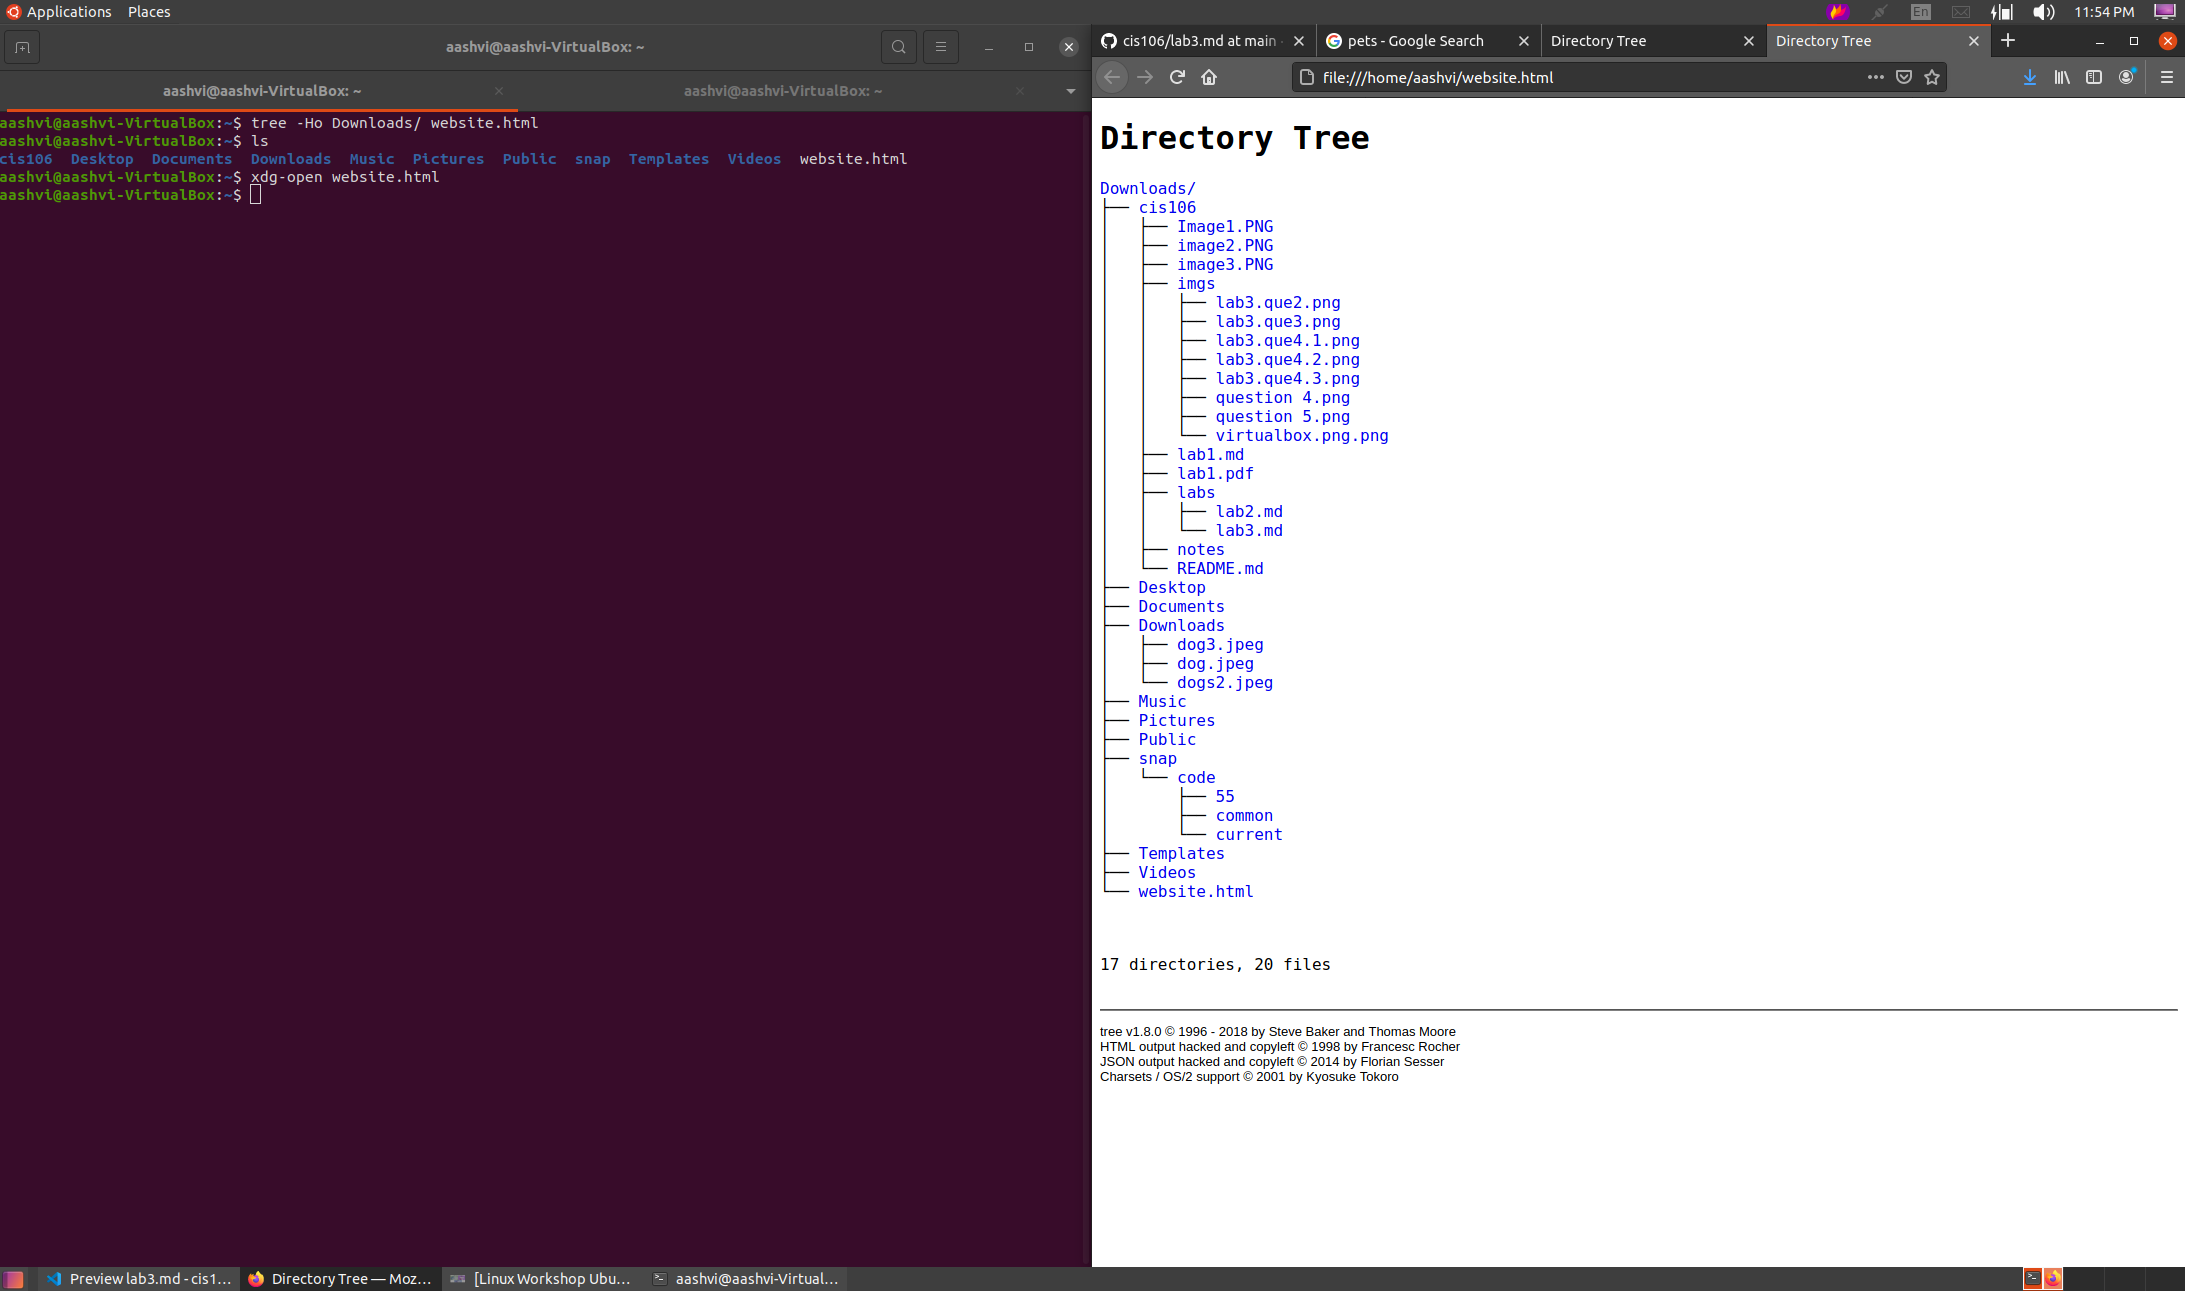 Applications Places En 11:54 PM
aashvi@aashvi-VirtualBox: ~
aashvi@aashvi-VirtualBox: ~ aashvi@aashvi-VirtualBox: ~
aashvi@aashvi-VirtualBox:~$ tree -Ho Downloads/ website.html
aashvi@aashvi-VirtualBox:~$ ls
cis106 Desktop Documents Downloads Music Pictures Public snap Templates Videos website.html
aashvi@aashvi-VirtualBox:~$ xdg-open website.html
aashvi@aashvi-VirtualBox:~$
cis106/lab3.md at main · pets - Google Search Directory Tree Directory Tree
file:///home/aashvi/website.html
Directory Tree
Downloads/
├── cis106
│   ├── Image1.PNG
│   ├── image2.PNG
│   ├── image3.PNG
│   ├── imgs
│   │   ├── lab3.que2.png
│   │   ├── lab3.que3.png
│   │   ├── lab3.que4.1.png
│   │   ├── lab3.que4.2.png
│   │   ├── lab3.que4.3.png
│   │   ├── question 4.png
│   │   ├── question 5.png
│   │   └── virtualbox.png.png
│   ├── lab1.md
│   ├── lab1.pdf
│   ├── labs
│   │   ├── lab2.md
│   │   └── lab3.md
│   ├── notes
│   └── README.md
├── Desktop
├── Documents
├── Downloads
│   ├── dog3.jpeg
│   ├── dog.jpeg
│   └── dogs2.jpeg
├── Music
├── Pictures
├── Public
├── snap
│   └── code
│       ├── 55
│       ├── common
│       └── current
├── Templates
├── Videos
└── website.html
17 directories, 20 files
tree v1.8.0 © 1996 - 2018 by Steve Baker and Thomas Moore
HTML output hacked and copyleft © 1998 by Francesc Rocher
JSON output hacked and copyleft © 2014 by Florian Sesser
Charsets / OS/2 support © 2001 by Kyosuke Tokoro
Preview lab3.md - cis1... Directory Tree — Moz... [Linux Workshop Ubu... aashvi@aashvi-Virtual...